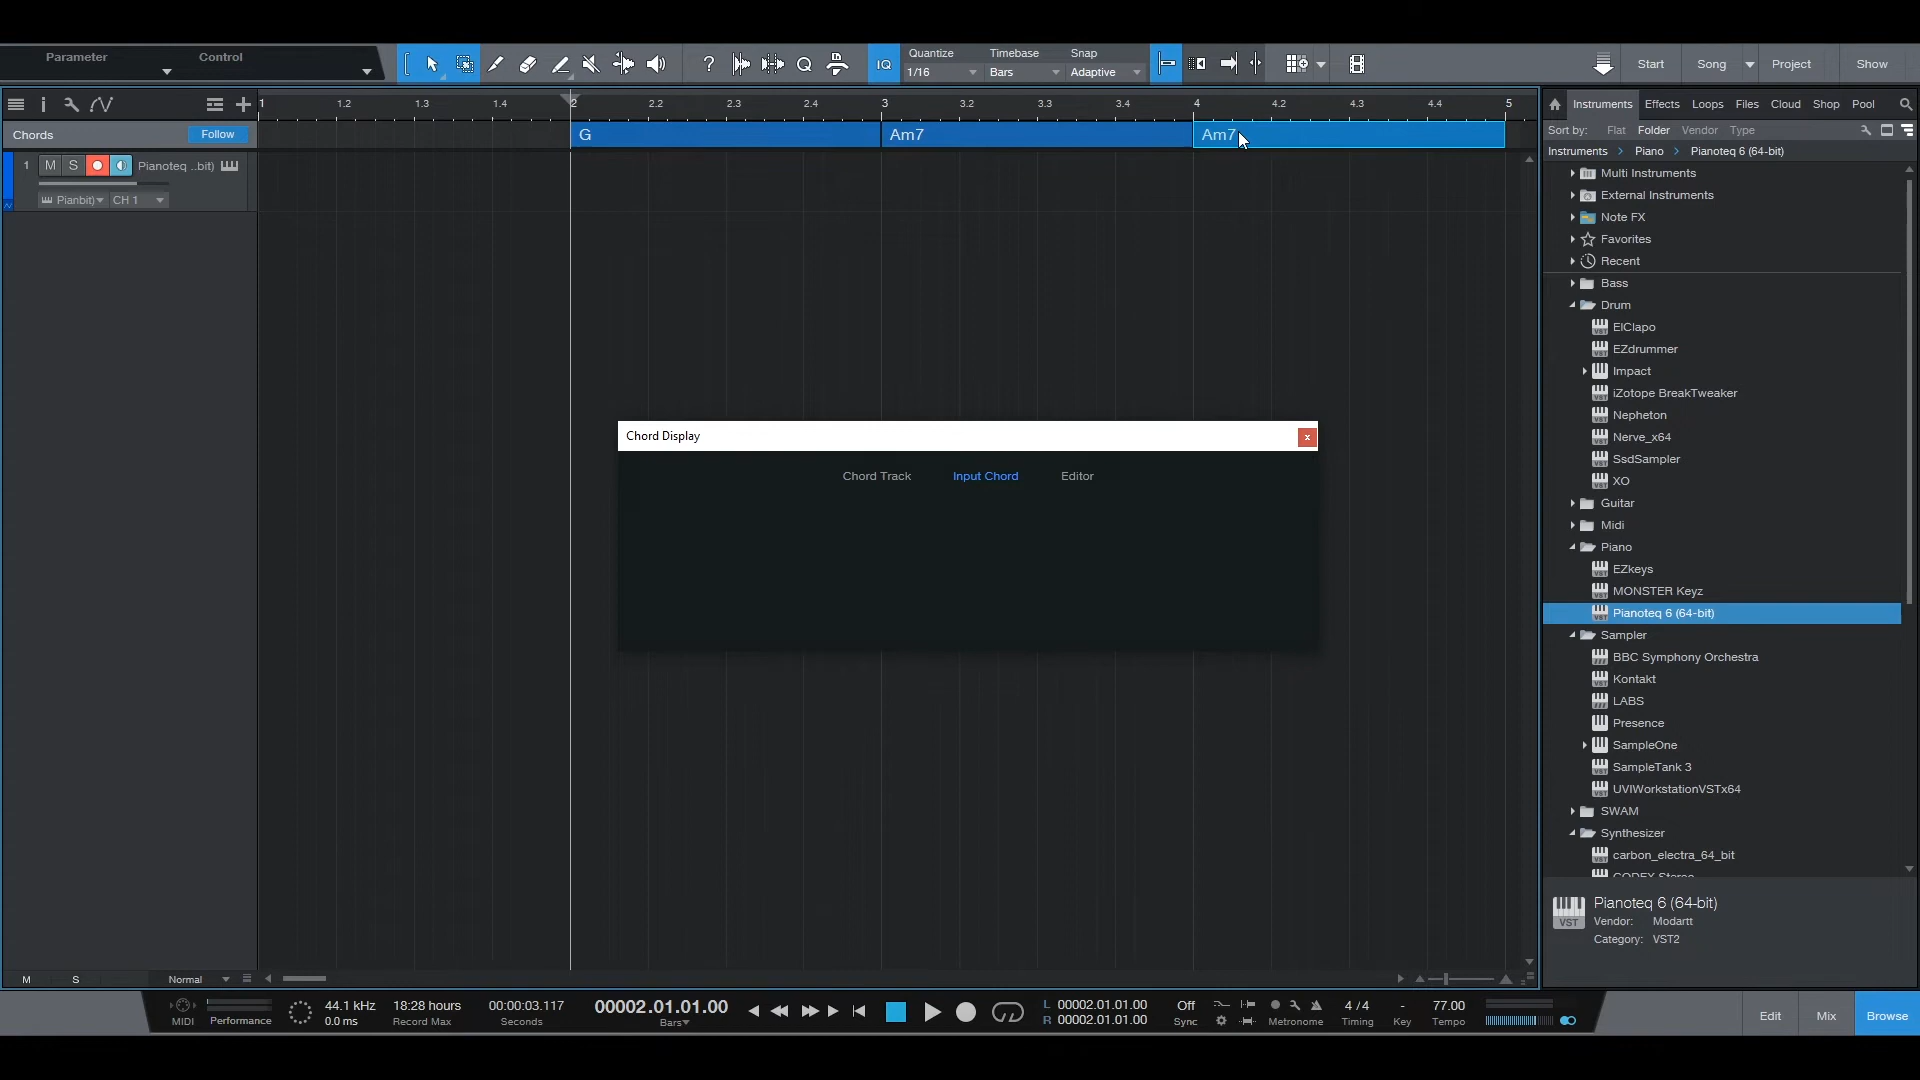 Parameter Control
IQ Quantize Timebase Snap
1/16 Bars Adaptive
Start Song Project Show
1 1.2 1.3 1.4 2 2.2 2.3 2.4 3 3.2 3.3 3.4 4 4.2 4.3 4.4 5
Chords Follow G Am7 Am7
1 M S Pianoteq ..bit)
Pianbit) CH 1
Chord Display
x
Chord Track Input Chord Editor
Instruments Effects Loops Files Cloud Shop Pool
Sort by: Flat Folder Vendor Type
Instruments > Piano > Pianoteq 6 (64-bit)
Multi Instruments
External Instruments
Note FX
Favorites
Recent
Bass
Drum
ElClapo
EZdrummer
Impact
iZotope BreakTweaker
Nepheton
Nerve_x64
SsdSampler
XO
Guitar
Midi
Piano
EZkeys
MONSTER Keyz
Pianoteq 6 (64-bit)
Sampler
BBC Symphony Orchestra
Kontakt
LABS
Presence
SampleOne
SampleTank 3
UVIWorkstationVSTx64
SWAM
Synthesizer
carbon_electra_64_bit
VST
Pianoteq 6 (64-bit)
Vendor: Modartt
Category: VST2
M S Normal
MIDI Performance
44.1 kHz
0.0 ms
18:28 hours
Record Max
00:00:03.117
Seconds
00002.01.01.00
Bars
L 00002.01.01.00
R 00002.01.01.00
Off
Sync
Metronome
4 / 4
Timing
-
Key
77.00
Tempo
Edit Mix Browse